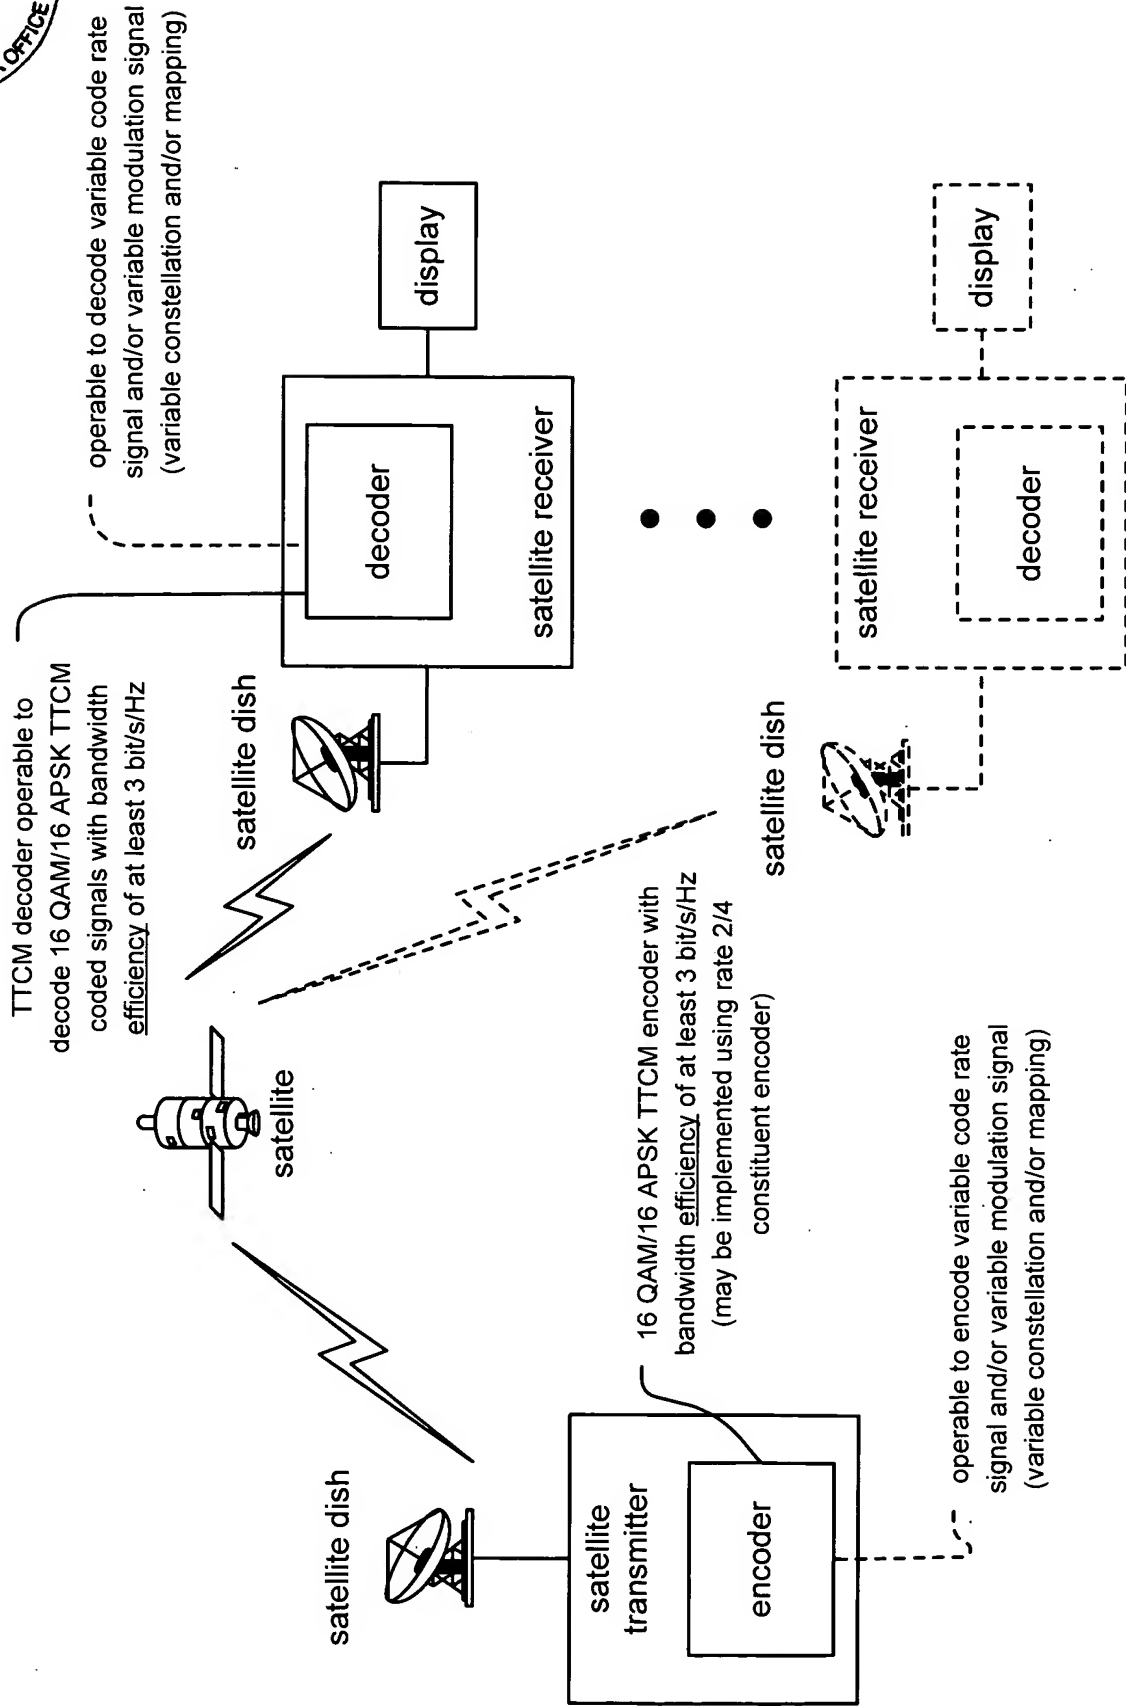 OFFICE
TTCM decoder operable to
decode 16 QAM/16 APSK TTCM
coded signals with bandwidth
efficiency of at least 3 bit/s/Hz
operable to decode variable code rate
signal and/or variable modulation signal
(variable constellation and/or mapping)
satellite dish
decoder
satellite receiver
display
satellite
satellite dish
satellite transmitter
encoder
16 QAM/16 APSK TTCM encoder with
bandwidth efficiency of at least 3 bit/s/Hz
(may be implemented using rate 2/4
constituent encoder)
operable to encode variable code rate
signal and/or variable modulation signal
(variable constellation and/or mapping)
satellite dish
satellite receiver
decoder
display